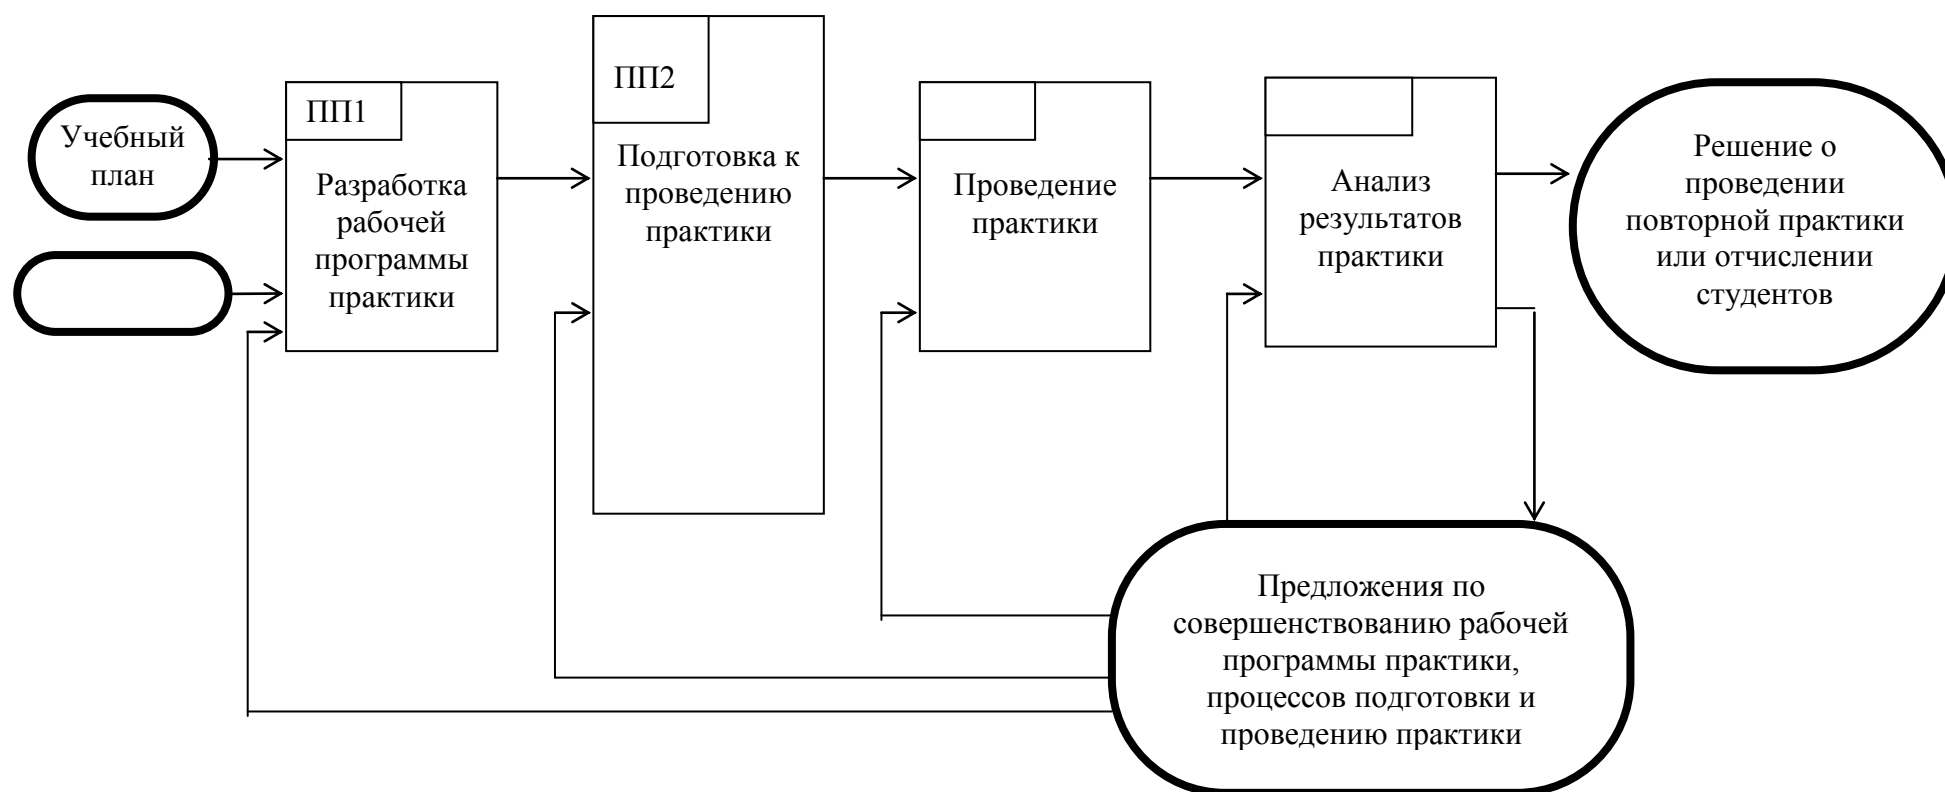 Учебный
план
ПП1
Разработка
рабочей
программы
практики
ПП2
Подготовка к
проведению
практики
Проведение
практики
Анализ
результатов
практики
Решение о
проведении
повторной практики
или отчислении
студентов
Предложения по
совершенствованию рабочей
программы практики,
процессов подготовки и
проведению практики